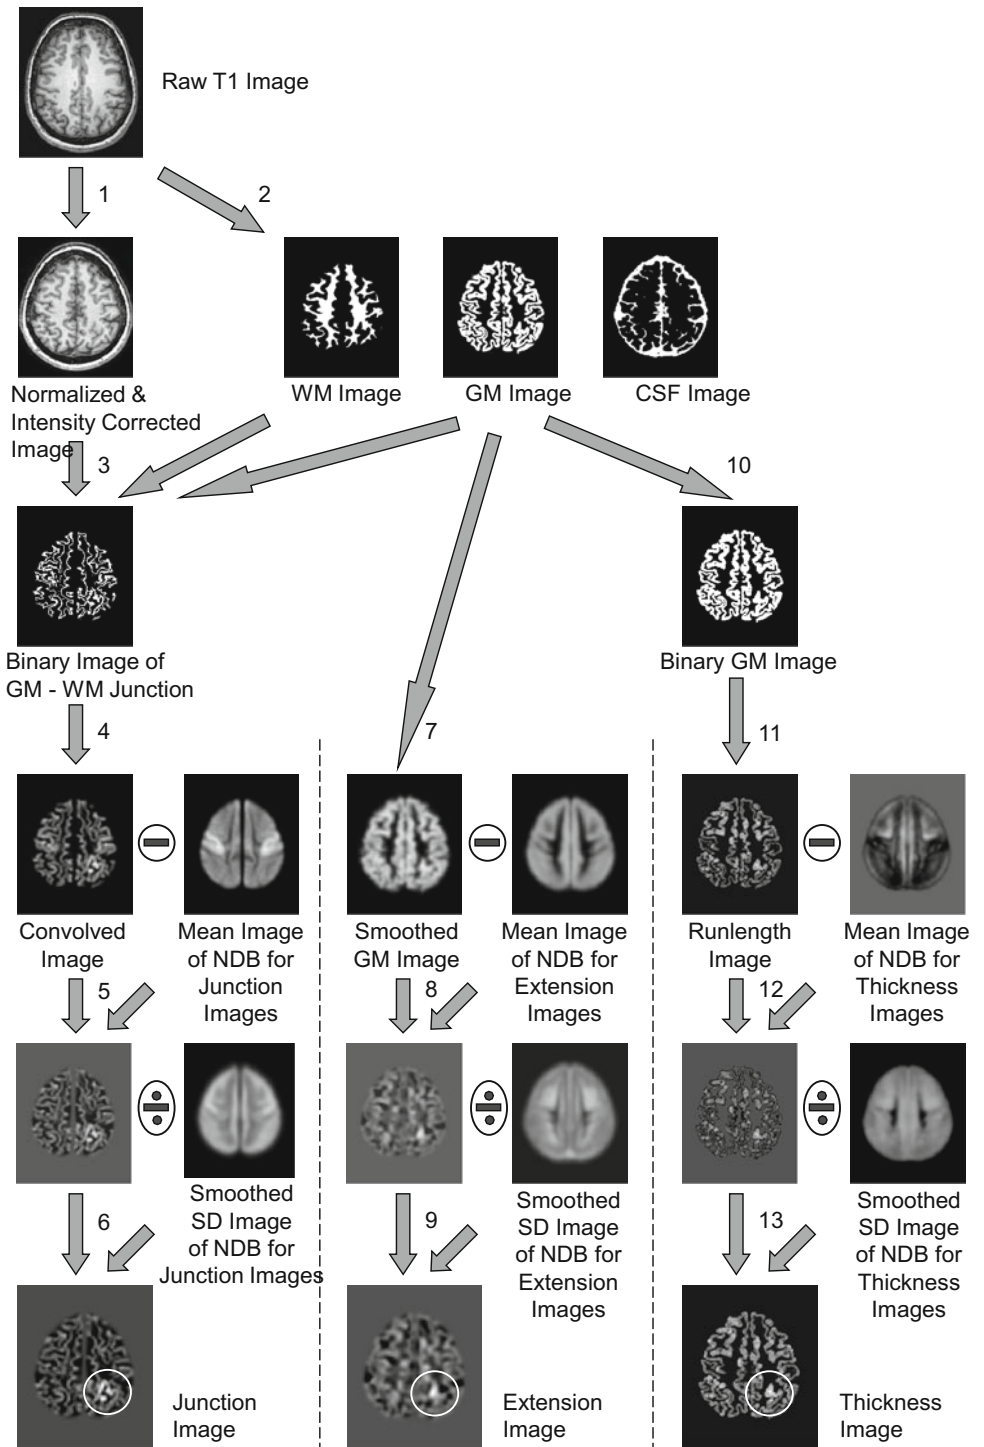 Raw T1 Image
1
2
Normalized &
Intensity Corrected
Image
WM Image
GM Image
CSF Image
3
10
Binary Image of
GM - WM Junction
Binary GM Image
4
7
11
Convolved
Image
Mean Image
of NDB for
Junction
Images
Smoothed
GM Image
Mean Image
of NDB for
Extension
Images
Runlength
Image
Mean Image
of NDB for
Thickness
Images
5
8
12
Smoothed
SD Image
of NDB for
Junction Images
Smoothed
SD Image
of NDB for
Extension
Images
Smoothed
SD Image
of NDB for
Thickness
Images
6
9
13
Junction
Image
Extension
Image
Thickness
Image